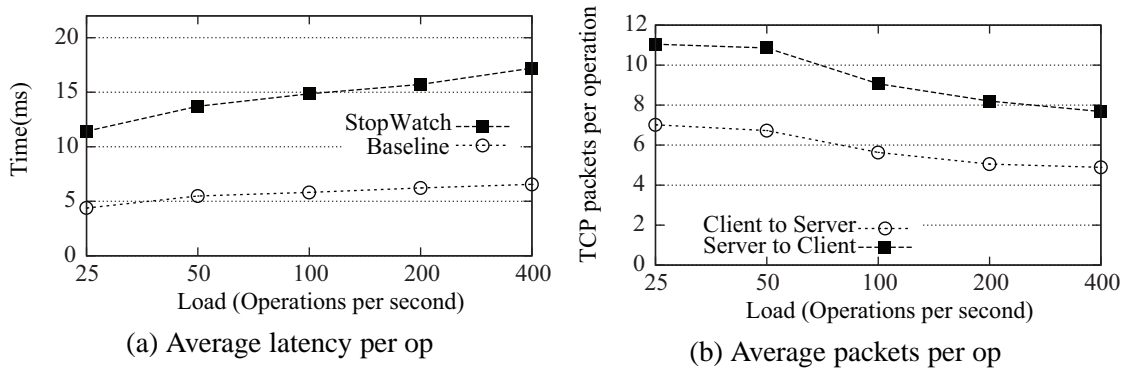 20
15
10
5
0
Time(ms)
StopWatch
Baseline
25 50 100 200 400
Load (Operations per second)
(a) Average latency per op
12
10
8
6
4
2
0
TCP packets per operation
Client to Server
Server to Client
25 50 100 200 400
Load (Operations per second)
(b) Average packets per op